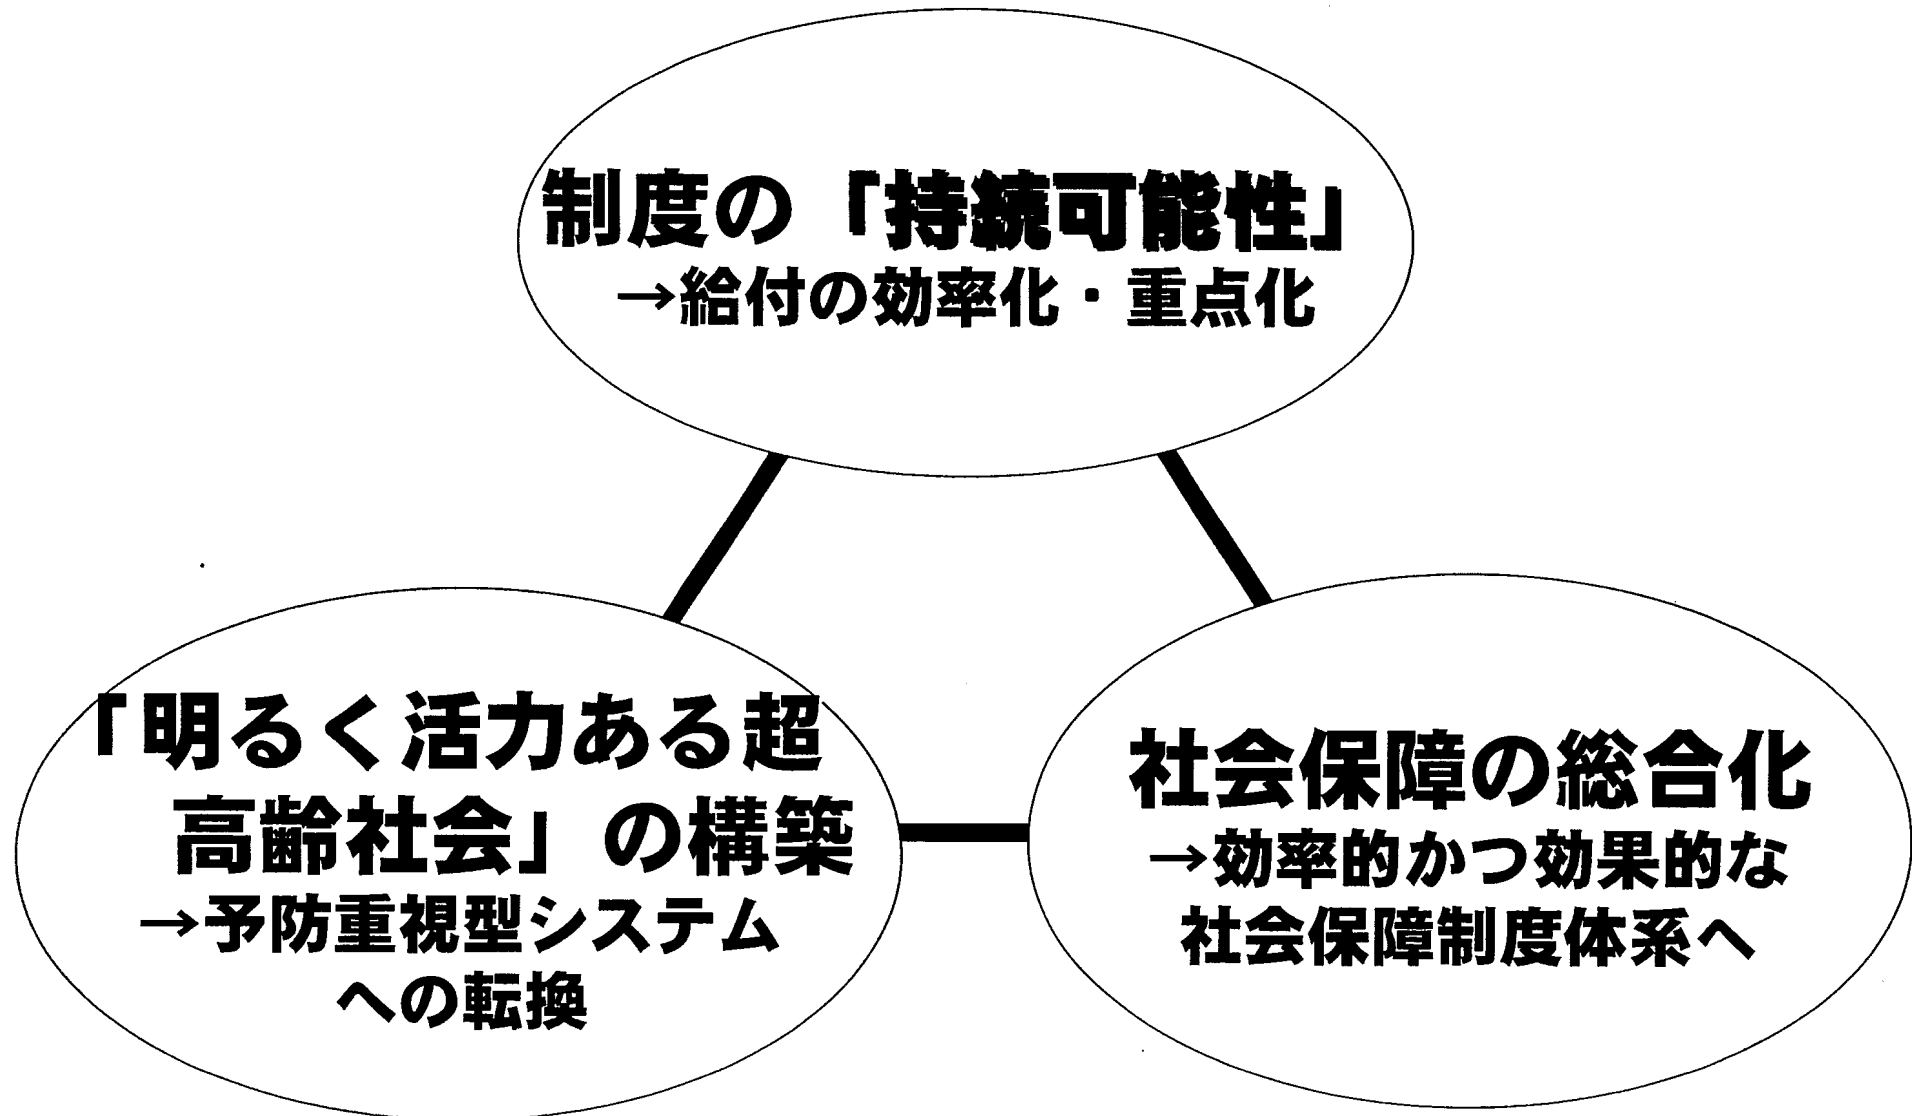 制度の「持続可能性」
→給付の効率化・重点化
「明るく活力ある超
高齢社会」の構築
→予防重視型システム
への転換
社会保障の総合化
→効率的かつ効果的な
社会保障制度体系へ